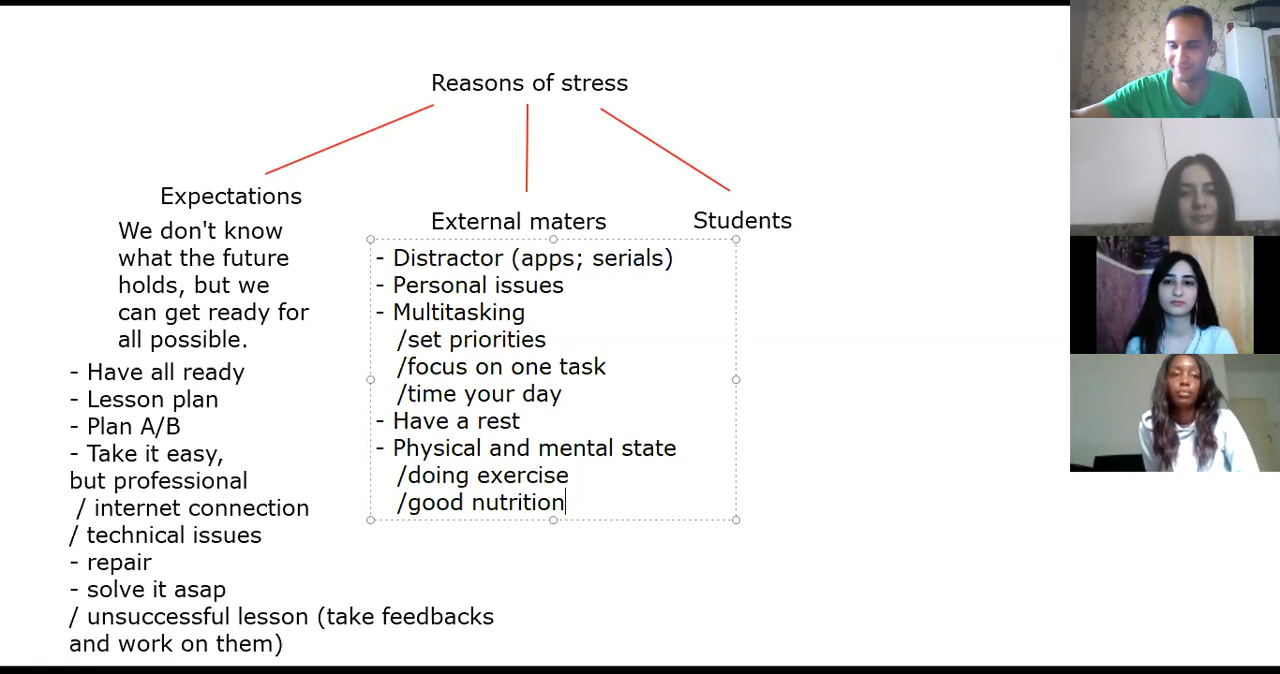 Reasons of stress
Expectations
We don't know
what the future
holds, but we
can get ready for
all possible.
- Have all ready
- Lesson plan
- Plan A/B
- Take it easy,
but professional
/ internet connection
/ technical issues
- repair
- solve it asap
/ unsuccessful lesson (take feedbacks
and work on them)
External maters
- Distractor (apps; serials)
- Personal issues
- Multitasking
/set priorities
/focus on one task
/time your day
- Have a rest
- Physical and mental state
/doing exercise
/good nutrition
Students